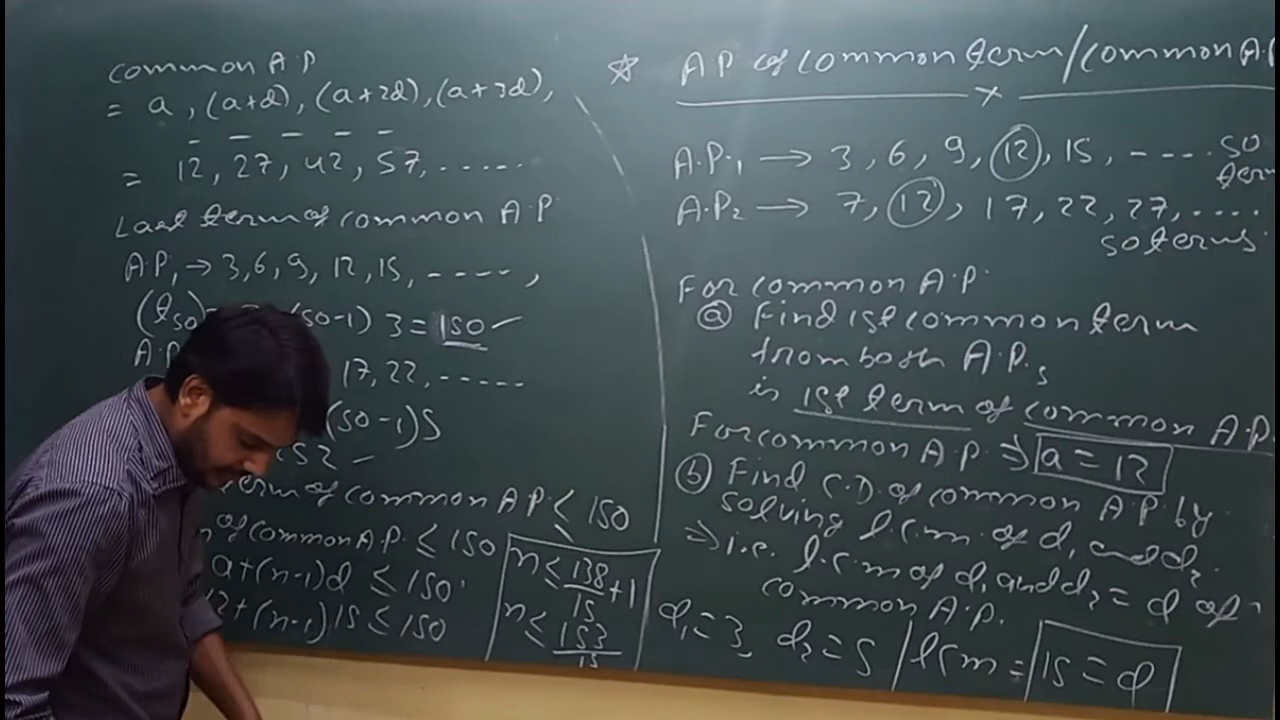 common A.P
= a, (a+d), (a+2d), (a+3d),
= 12, 27, 42, 57, ......
Last term of common A.P
A.P₁ → 3, 6, 9, 12, 15, -----,
(50-1) 3 = 150
17, 22, -----
(50-1)5
252
term of common A.P. ≤ 150
of common A.P. ≤ 150
a+(n-1)d ≤ 150
12+(n-1)15 ≤ 150
n ≤ 138/15 + 1
n ≤ 153/15
☆ AP of common term/common A.P
A.P.₁ → 3, 6, 9, 12, 15, ---- 50
A.P₂ → 7, 12, 17, 22, 27, .....
50 terms.
For common A.P.
(a) Find 1st common term
from both A.P.s
is 1st term of common A.P.
For common A.P ⇒ a = 12
(b) Find C.D. of common A.P. by
solving l.c.m of d₁ and d₂
⇒ i.e. l.c.m of d₁ and d₂ = d of
common A.P.
d₁ = 3, d₂ = 5 / lcm = 15 = d